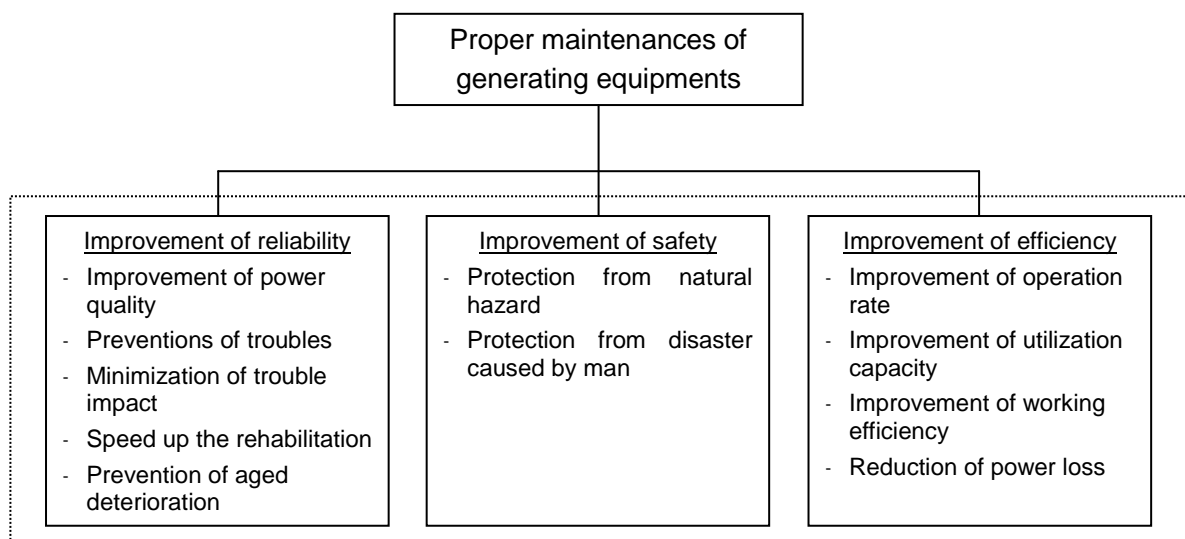 Proper maintenances of
generating equipments
Improvement of reliability
- Improvement of power
quality
- Preventions of troubles
- Minimization of trouble
impact
- Speed up the rehabilitation
- Prevention of aged
deterioration
Improvement of safety
- Protection from natural
hazard
- Protection from disaster
caused by man
Improvement of efficiency
- Improvement of operation
rate
- Improvement of utilization
capacity
- Improvement of working
efficiency
- Reduction of power loss